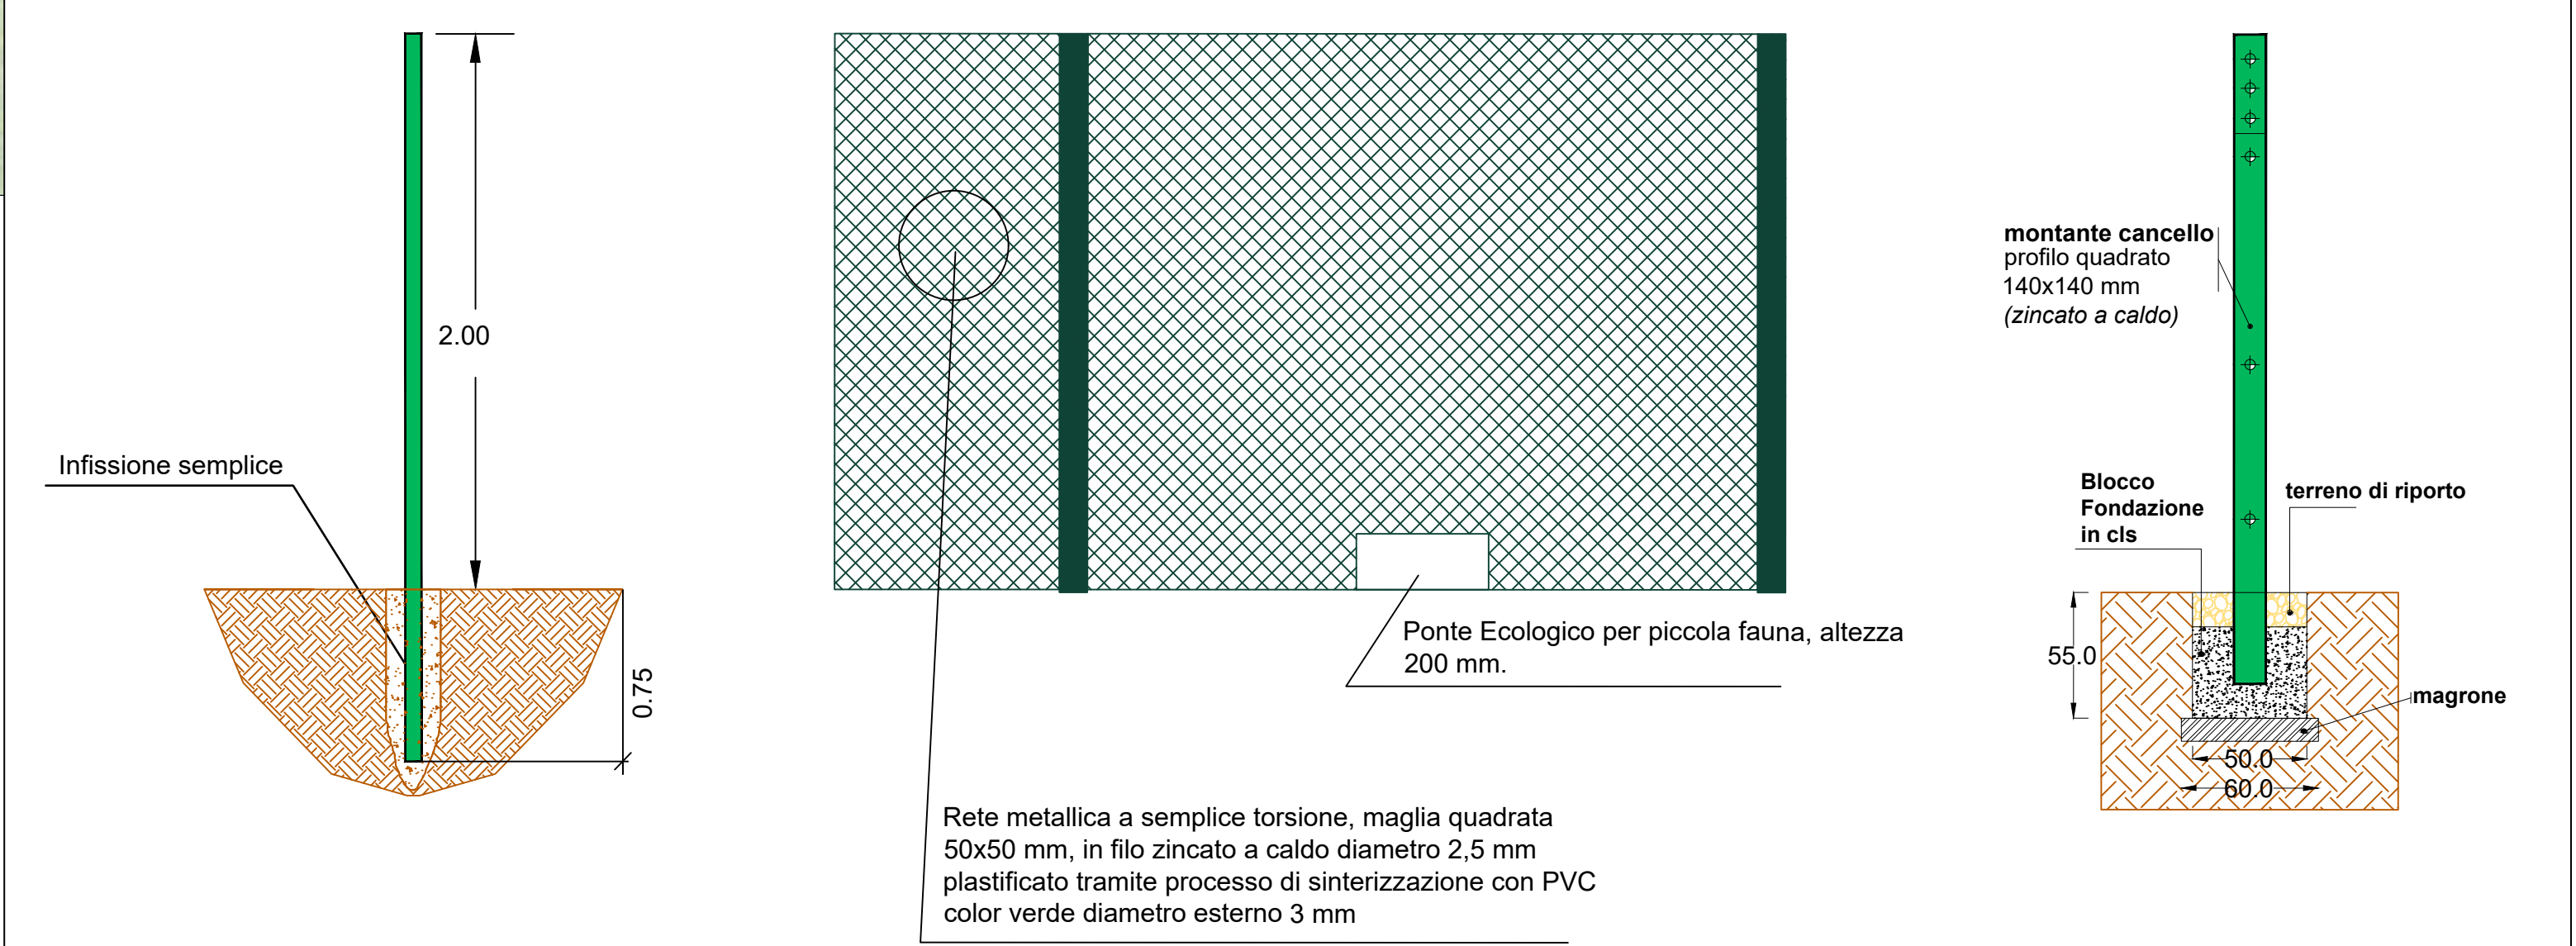 2.00
Infissione semplice
0.75
Ponte Ecologico per piccola fauna, altezza
200 mm.
Rete metallica a semplice torsione, maglia quadrata
50x50 mm, in filo zincato a caldo diametro 2,5 mm
plastificato tramite processo di sinterizzazione con PVC
color verde diametro esterno 3 mm
montante cancello
profilo quadrato
140x140 mm
(zincato a caldo)
Blocco
Fondazione
in cls
terreno di riporto
55.0
magrone
50.0
60.0